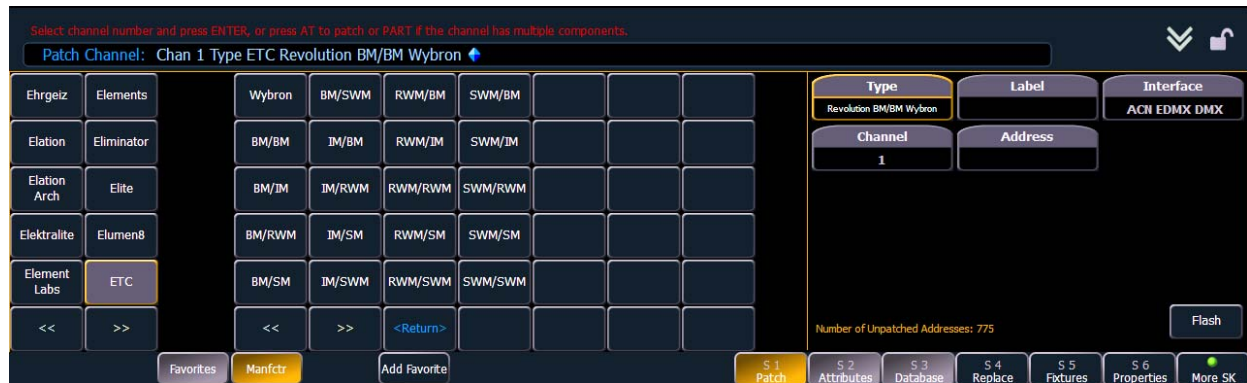 Select channel number and press ENTER, or press AT to patch or PART if the channel has multiple components.
Patch Channel: Chan 1 Type ETC Revolution BM/BM Wybron
Ehrgeiz Elements Wybron BM/SWM RWM/BM SWM/BM
Elation Eliminator BM/BM IM/BM RWM/IM SWM/IM
Elation Arch Elite BM/IM IM/RWM RWM/RWM SWM/RWM
Elektralite Elumen8 BM/RWM IM/SM RWM/SM SWM/SM
Element Labs ETC BM/SM IM/SWM RWM/SWM SWM/SWM
<< >> << >> <Return>
Type Label Interface
Revolution BM/BM Wybron ACN EDMX DMX
Channel Address
1
Number of Unpatched Addresses: 775 Flash
Favorites Manfctr Add Favorite
S 1 S 2 S 3 S 4 S 5 S 6
Patch Attributes Database Replace Fixtures Properties More SK